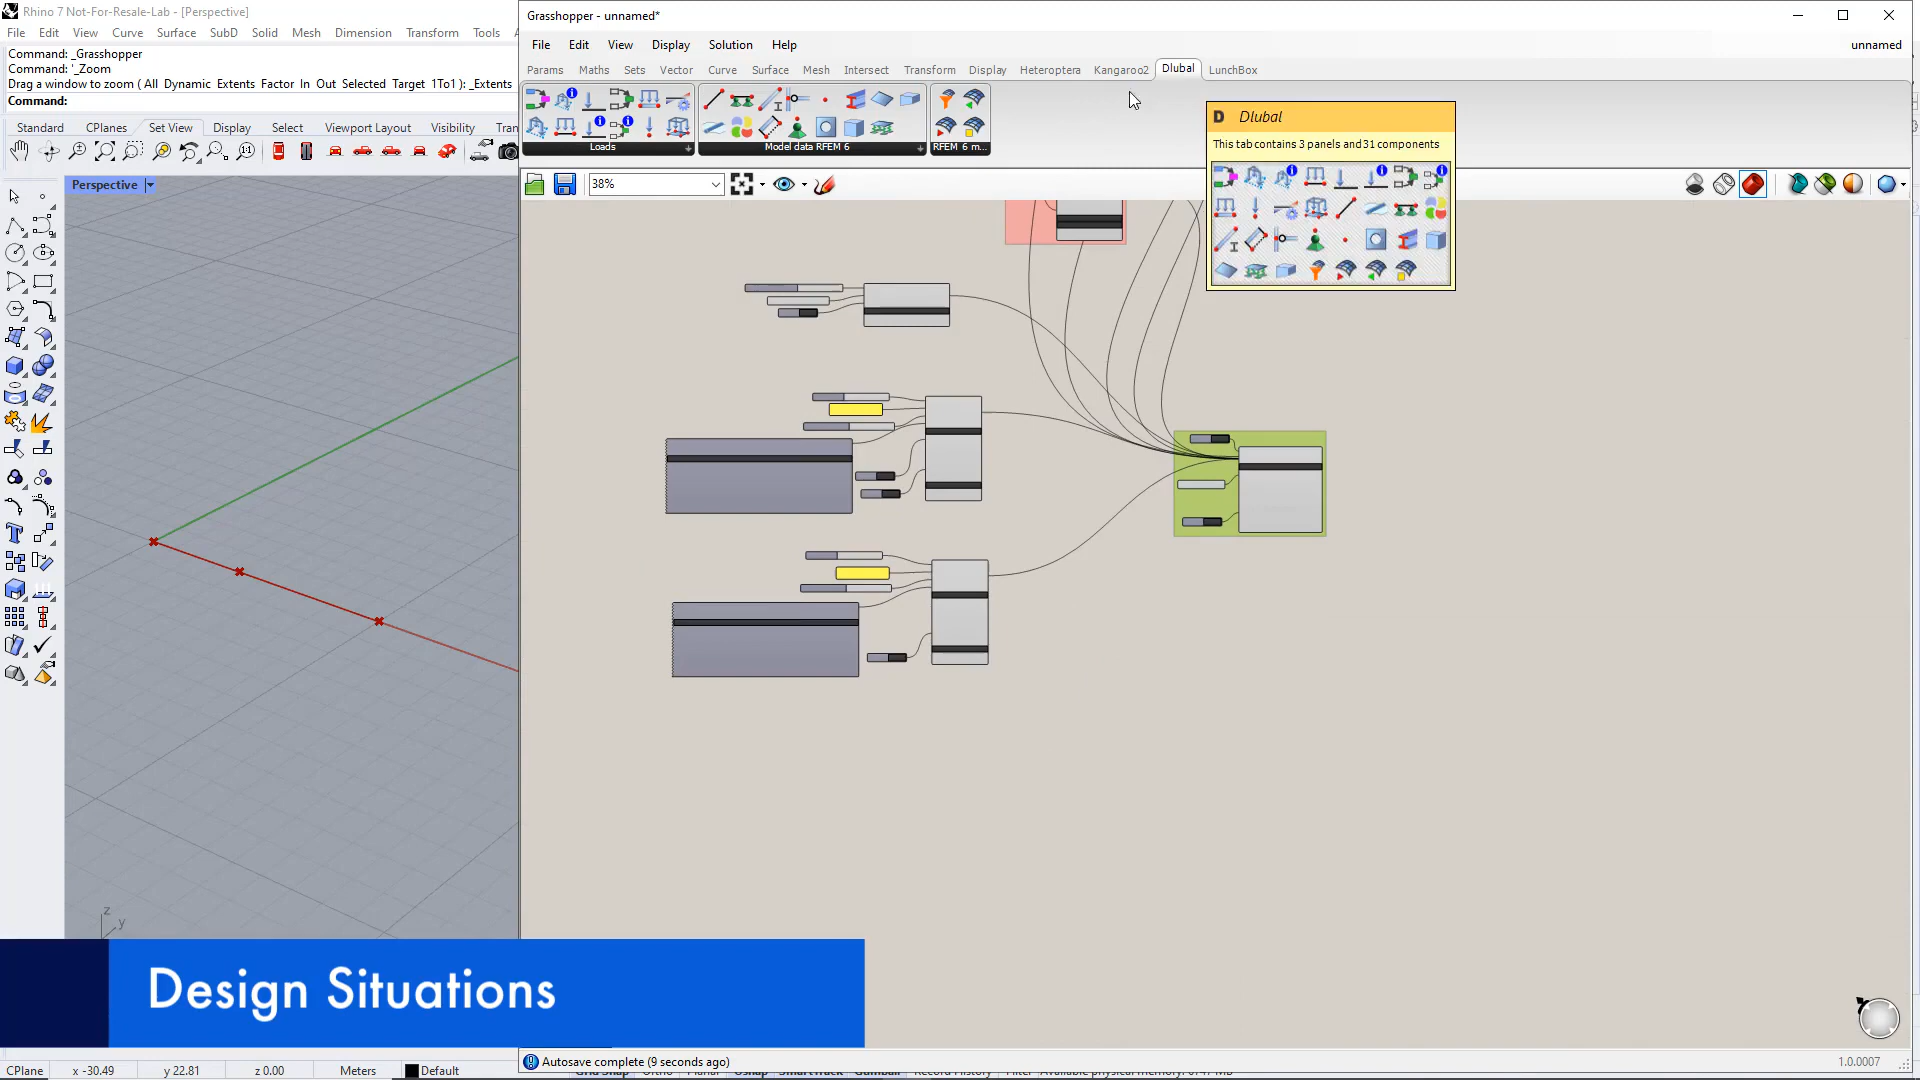 Rhino 7 Not-For-Resale-Lab - [Perspective]
File Edit View Curve Surface SubD Solid Mesh Dimension Transform Tools
Command: _Grasshopper
Command: '_Zoom
Drag a window to zoom ( All Dynamic Extents Factor In Out Selected Target 1To1 ): _Extents
Command:
Standard CPlanes Set View Display Select Viewport Layout Visibility Tran
Perspective
z
y
CPlane x -30.49 y 22.81 z 0.00 Meters Default
Grasshopper - unnamed*
File Edit View Display Solution Help unnamed
Params Maths Sets Vector Curve Surface Mesh Intersect Transform Display Heteroptera Kangaroo2 Dlubal LunchBox
Loads Model data RFEM 6 RFEM 6 m...
38%
D Dlubal
This tab contains 3 panels and 31 components
Design Situations
Autosave complete (9 seconds ago) 1.0.0007